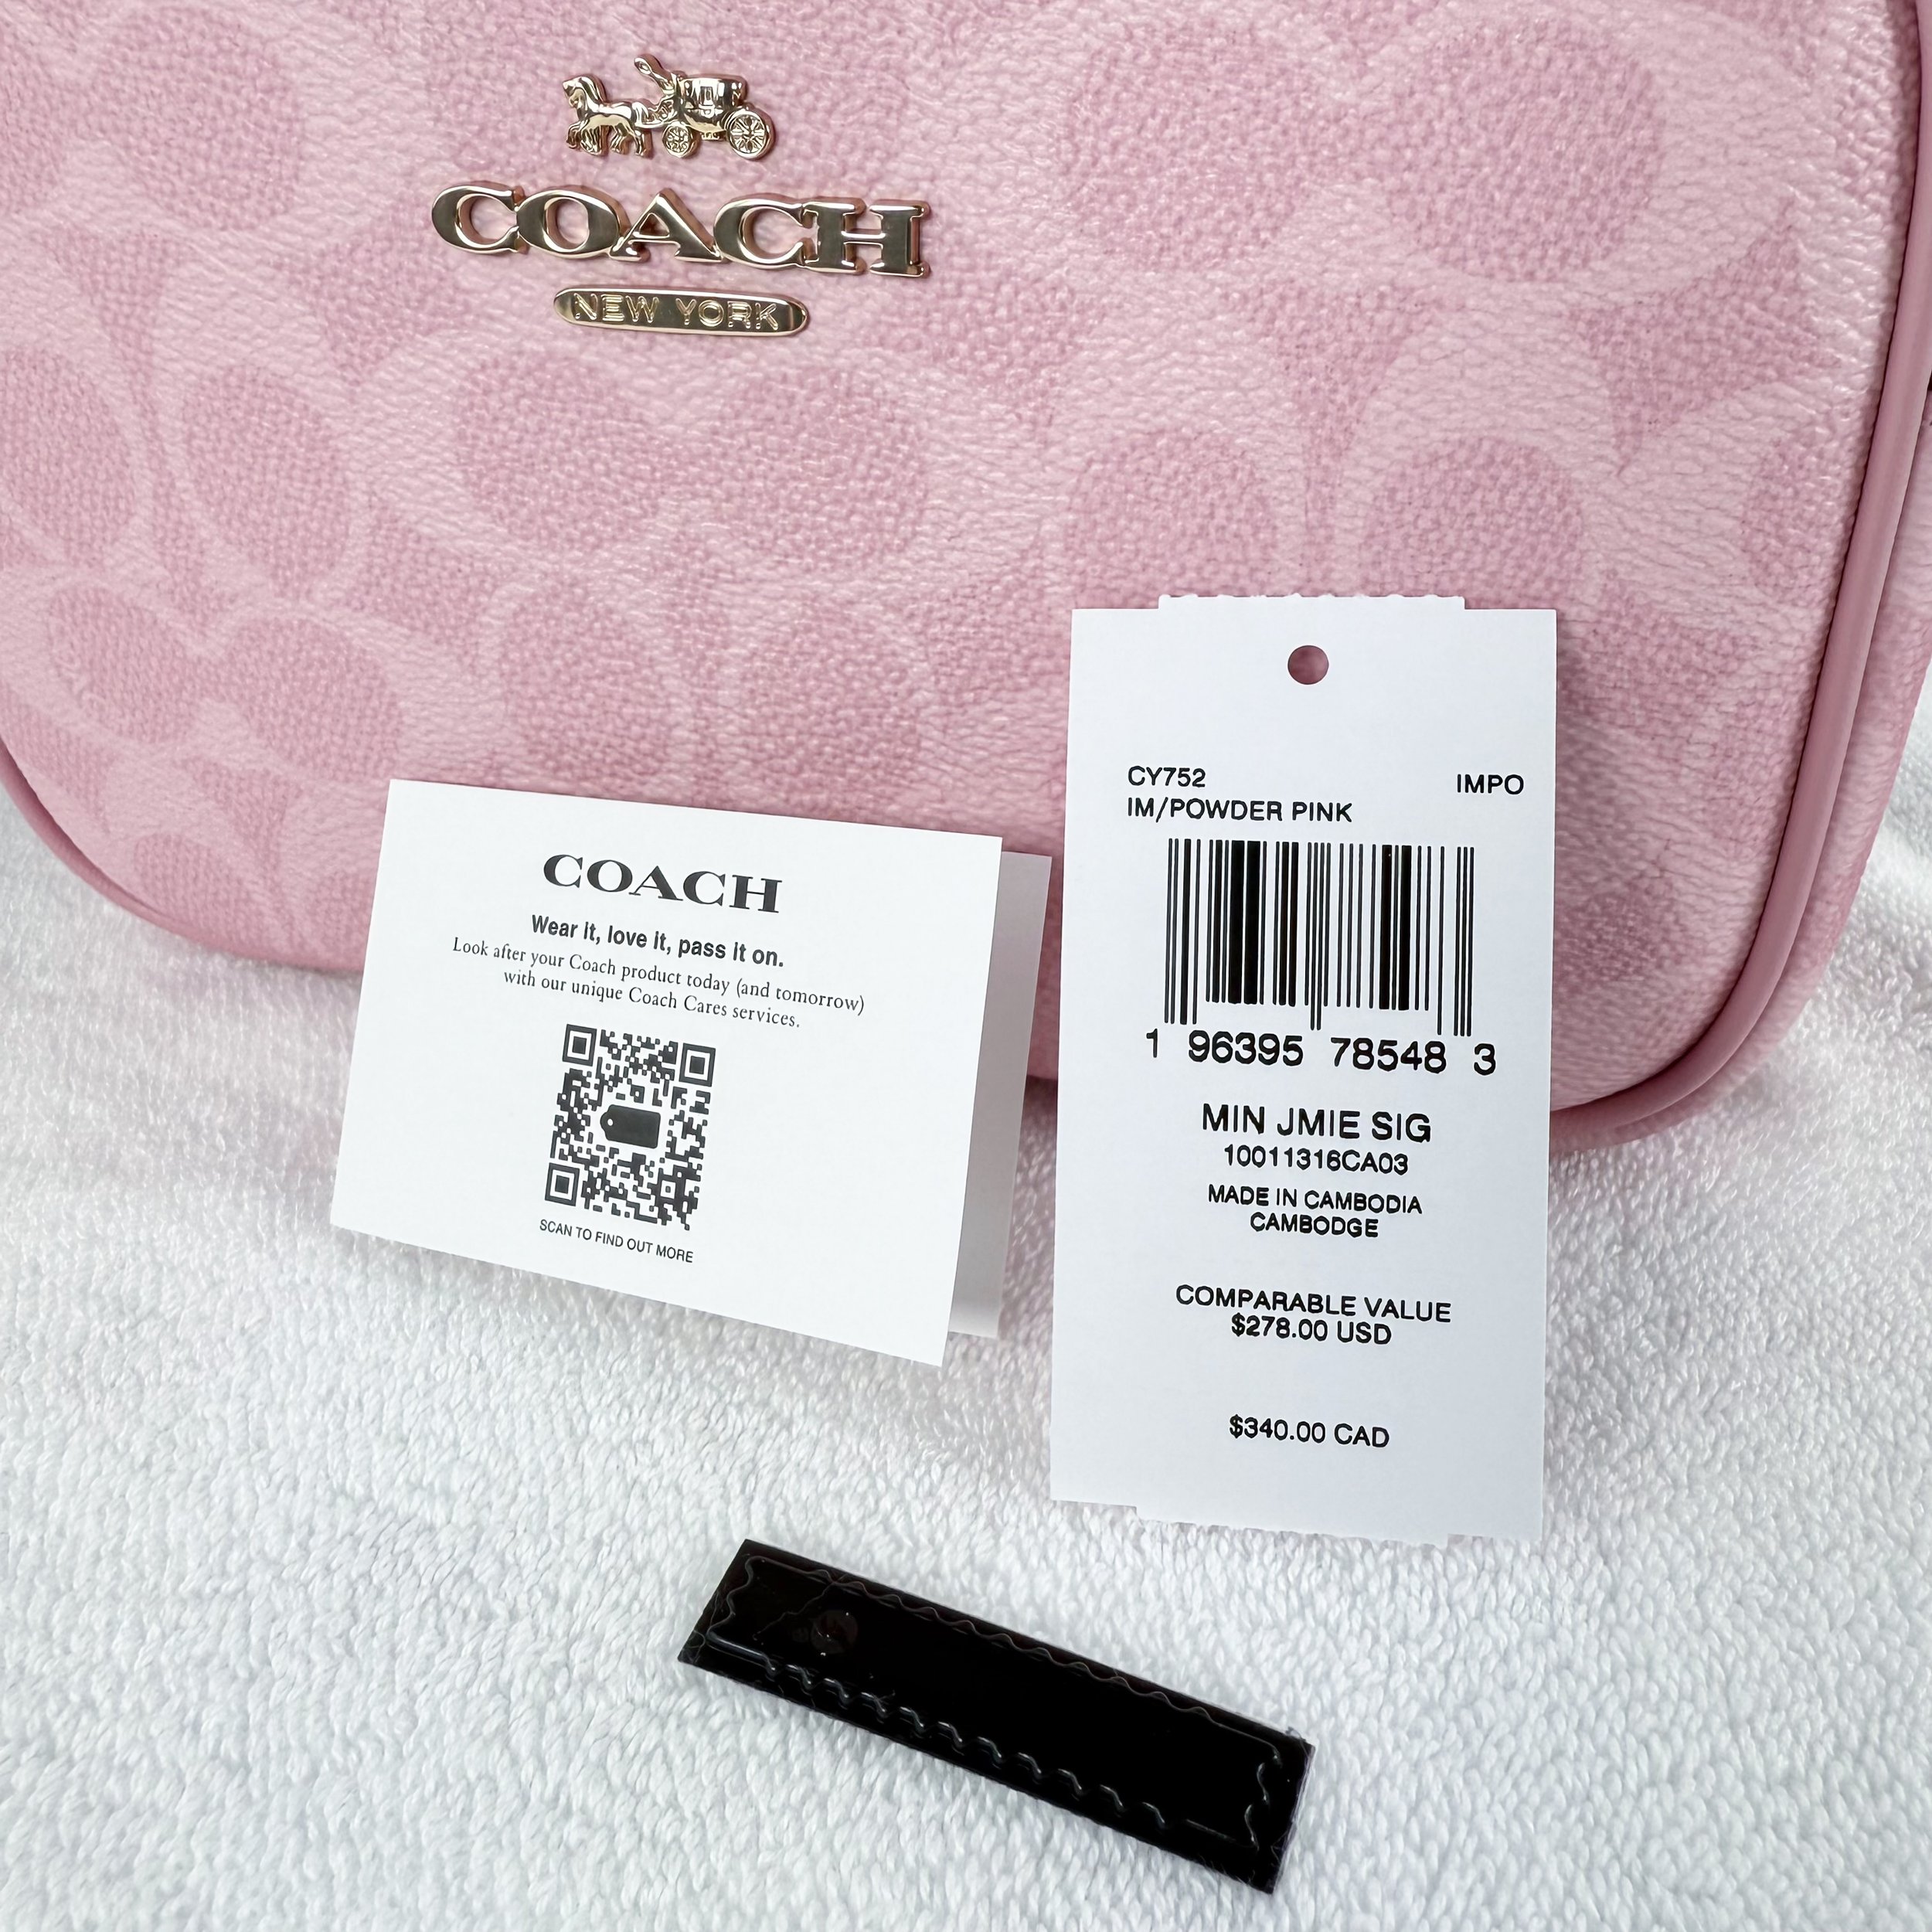 COACH
NEW YORK
COACH
Wear it, love it, pass it on.
Look after your Coach product today (and tomorrow)
with our unique Coach Cares services.
SCAN TO FIND OUT MORE
CY752 IMPO
IM/POWDER PINK
1 96395 78548 3
MIN JMIE SIG
10011316CA03
MADE IN CAMBODIA
CAMBODGE
COMPARABLE VALUE
$278.00 USD
$340.00 CAD